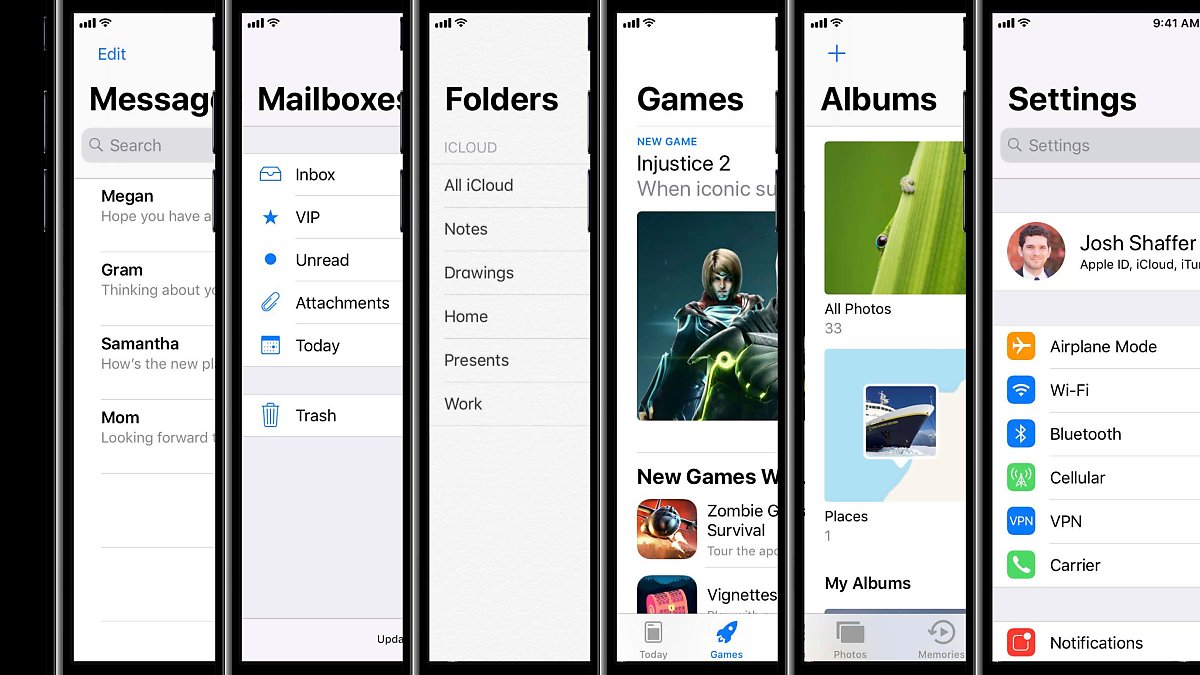 Edit
Messag
Search
Megan
Hope you have a
Gram
Thinking about yo
Samantha
How's the new pl
Mom
Looking forward t
Mailboxes
Inbox
VIP
Unread
Attachments
Today
Trash
Upda
Folders
ICLOUD
All iCloud
Notes
Drawings
Home
Presents
Work
Games
NEW GAME
Injustice 2
When iconic su
New Games W
Zombie G
Survival
Tour the apo
Vignettes
Today
Games
Albums
All Photos
33
Places
1
My Albums
Photos
Memories
9:41 AM
Settings
Settings
Josh Shaffer
Apple ID, iCloud, iTun
Airplane Mode
Wi-Fi
Bluetooth
Cellular
VPN
VPN
Carrier
Notifications